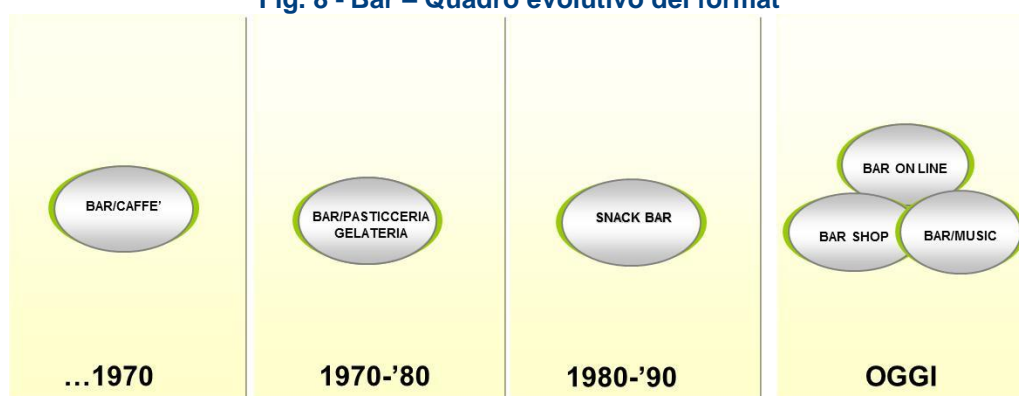 Fig. 8 - Bar – Quadro evolutivo dei format
BAR/CAFFE'
BAR/PASTICCERIA
GELATERIA
SNACK BAR
BAR ON LINE
BAR SHOP
BAR/MUSIC
…1970
1970-'80
1980-'90
OGGI